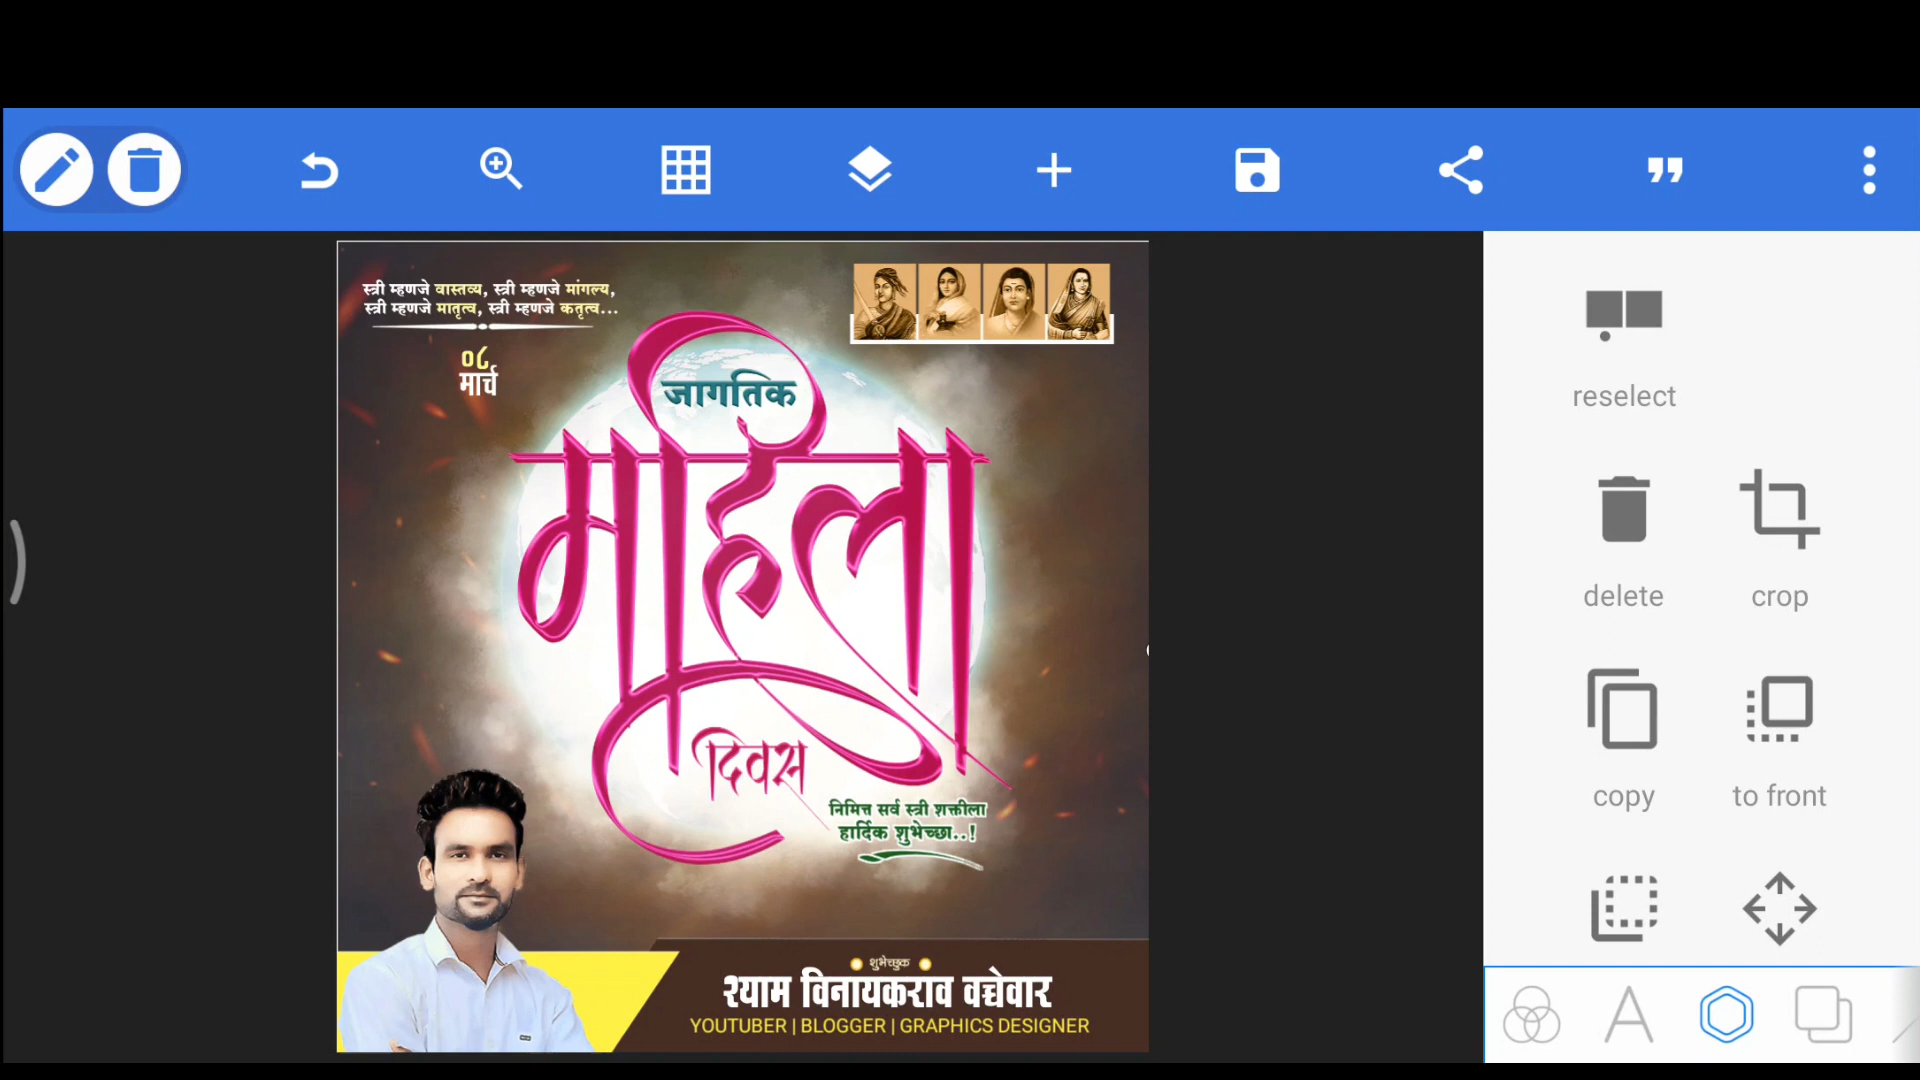 स्त्री म्हणजे वास्तव्य, स्त्री म्हणजे मांगल्य,
स्त्री म्हणजे मातृत्व, स्त्री म्हणजे कतृत्व...
०८
मार्च
जागतिक
महिला
दिवस
निमित्त सर्व स्त्री शक्तीला
हार्दिक शुभेच्छा..!
शुभेच्छुक
श्याम विनायकराव वच्चेवार
YOUTUBER | BLOGGER | GRAPHICS DESIGNER
reselect
delete
crop
copy
to front